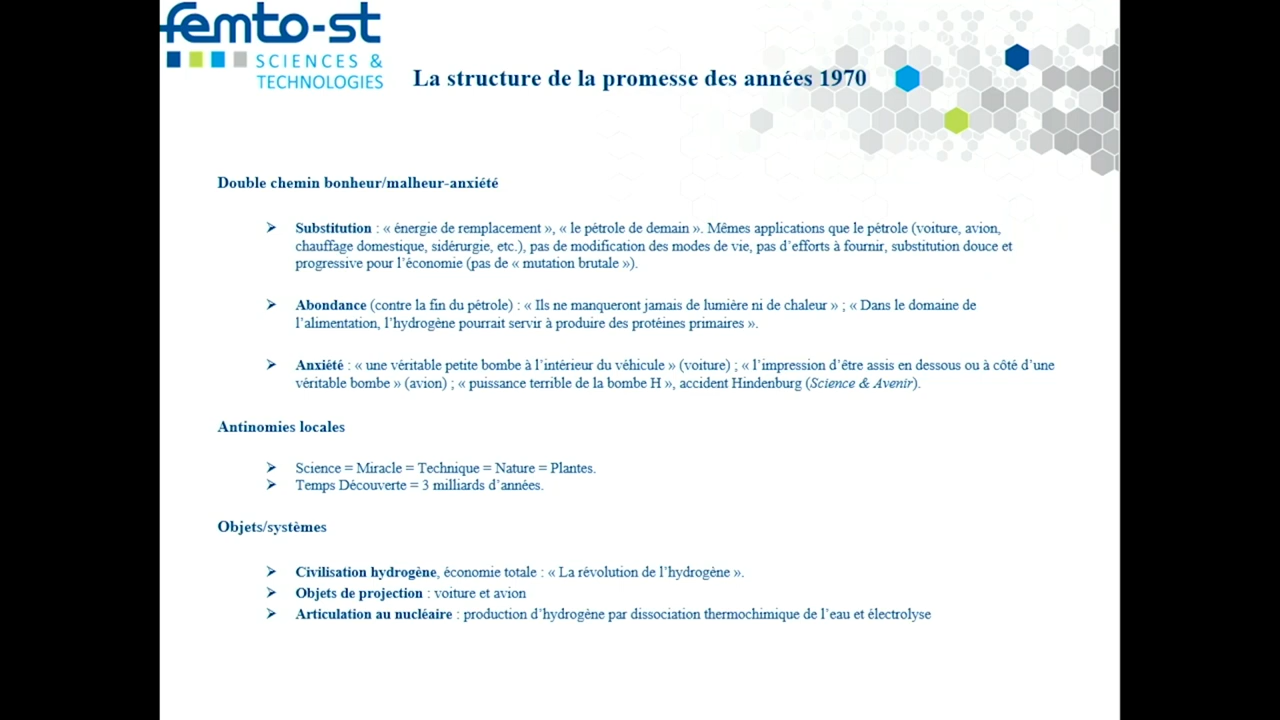 femto-st
SCIENCES &
TECHNOLOGIES
La structure de la promesse des années 1970
Double chemin bonheur/malheur-anxiété
➢ Substitution : « énergie de remplacement », « le pétrole de demain ». Mêmes applications que le pétrole (voiture, avion,
chauffage domestique, sidérurgie, etc.), pas de modification des modes de vie, pas d’efforts à fournir, substitution douce et
progressive pour l’économie (pas de « mutation brutale »).
➢ Abondance (contre la fin du pétrole) : « Ils ne manqueront jamais de lumière ni de chaleur » ; « Dans le domaine de
l’alimentation, l’hydrogène pourrait servir à produire des protéines primaires ».
➢ Anxiété : « une véritable petite bombe à l’intérieur du véhicule » (voiture) ; « l’impression d’être assis en dessous ou à côté d’une
véritable bombe » (avion) ; « puissance terrible de la bombe H », accident Hindenburg (Science & Avenir).
Antinomies locales
➢ Science = Miracle = Technique = Nature = Plantes.
➢ Temps Découverte = 3 milliards d’années.
Objets/systèmes
➢ Civilisation hydrogène, économie totale : « La révolution de l’hydrogène ».
➢ Objets de projection : voiture et avion
➢ Articulation au nucléaire : production d’hydrogène par dissociation thermochimique de l’eau et électrolyse